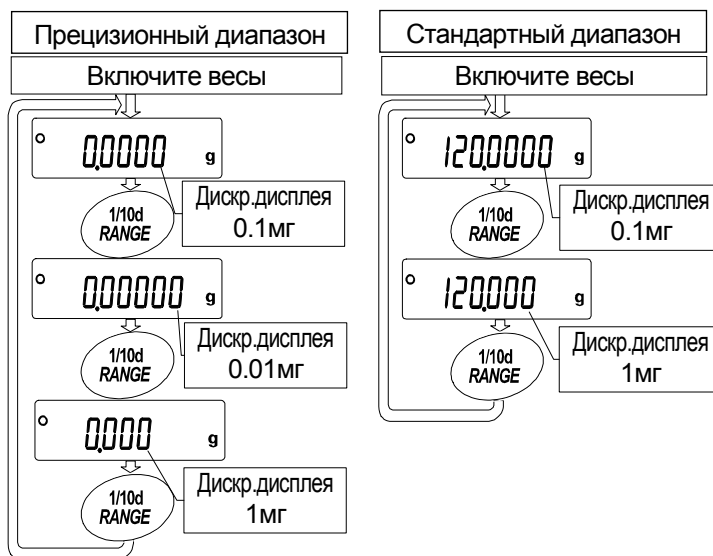 Прецизионный диапазон
Включите весы
0.0000 g
1/10d
RANGE
Дискр.дисплея
0.1мг
0.00000 g
1/10d
RANGE
Дискр.дисплея
0.01мг
0.000 g
1/10d
RANGE
Дискр.дисплея
1мг
Стандартный диапазон
Включите весы
120.0000 g
1/10d
RANGE
Дискр.дисплея
0.1мг
120.000 g
1/10d
RANGE
Дискр.дисплея
1мг